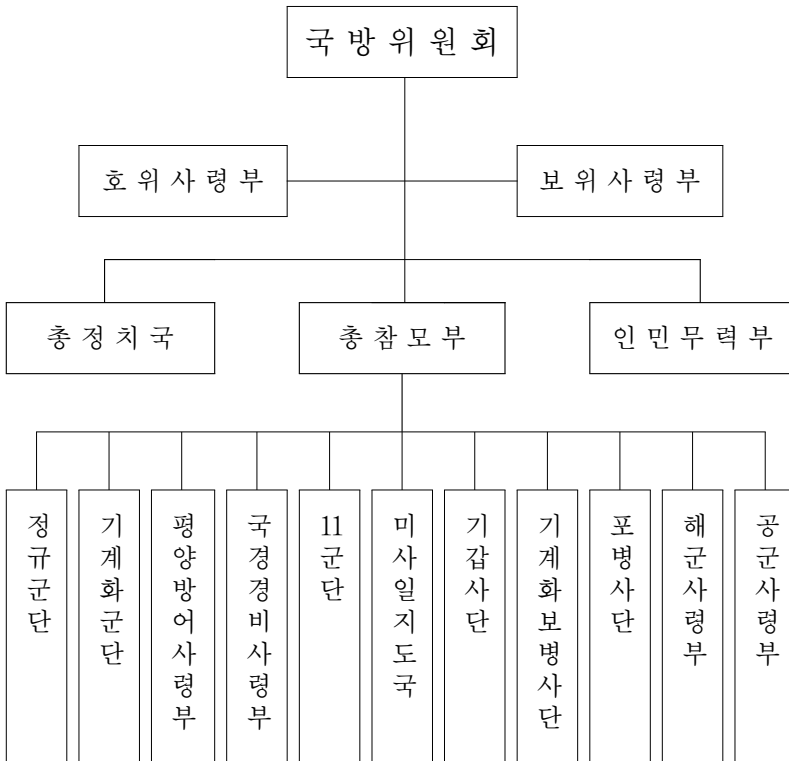 국방위원회
호위사령부
보위사령부
총정치국
총참모부
인민무력부
정규군단
기계화군단
평양방어사령부
국경경비사령부
11군단
미사일지도국
기갑사단
기계화보병사단
포병사단
해군사령부
공군사령부